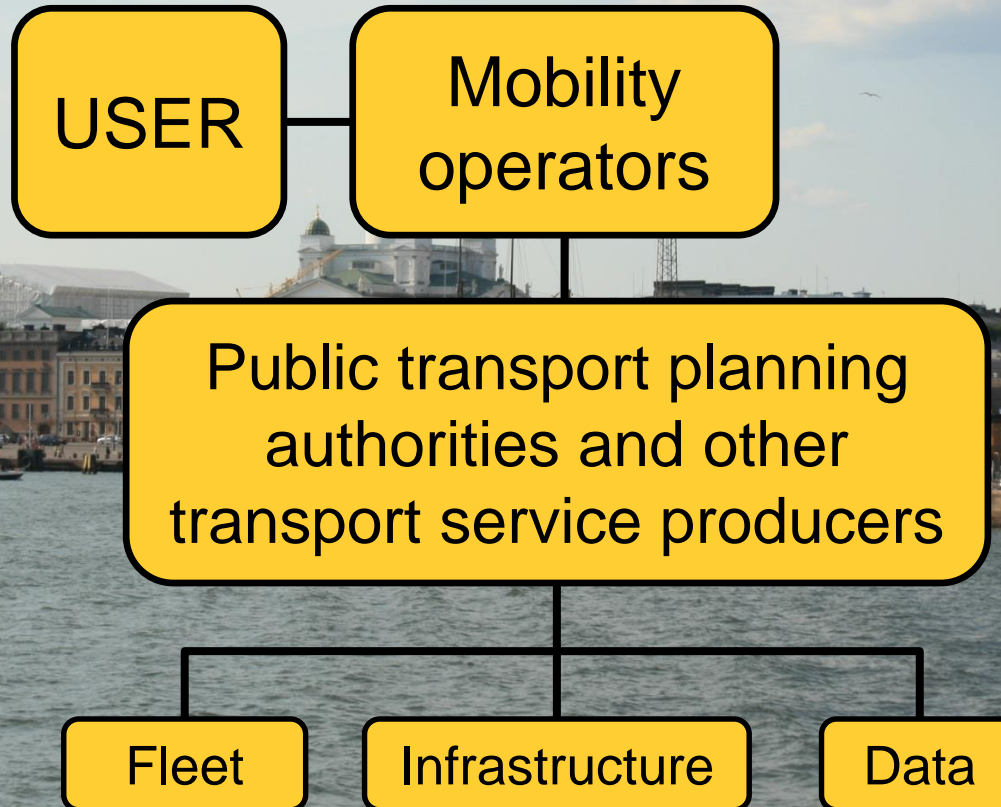 USER
Mobility
operators
Public transport planning
authorities and other
transport service producers
Fleet
Infrastructure
Data